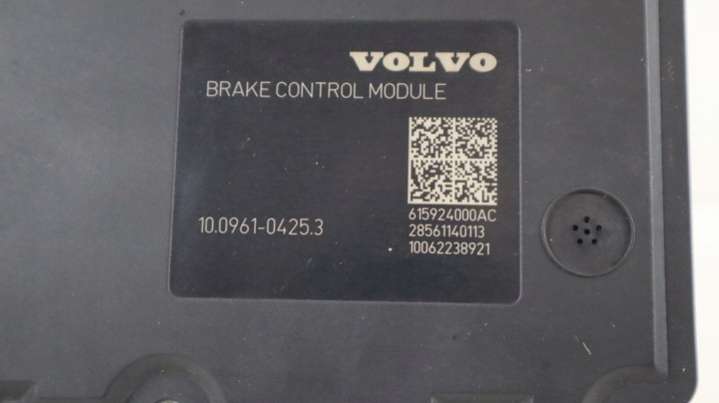 VOLVO
BRAKE CONTROL MODULE
615924000AC
10.0961-0425.3
28561140113
10062238921